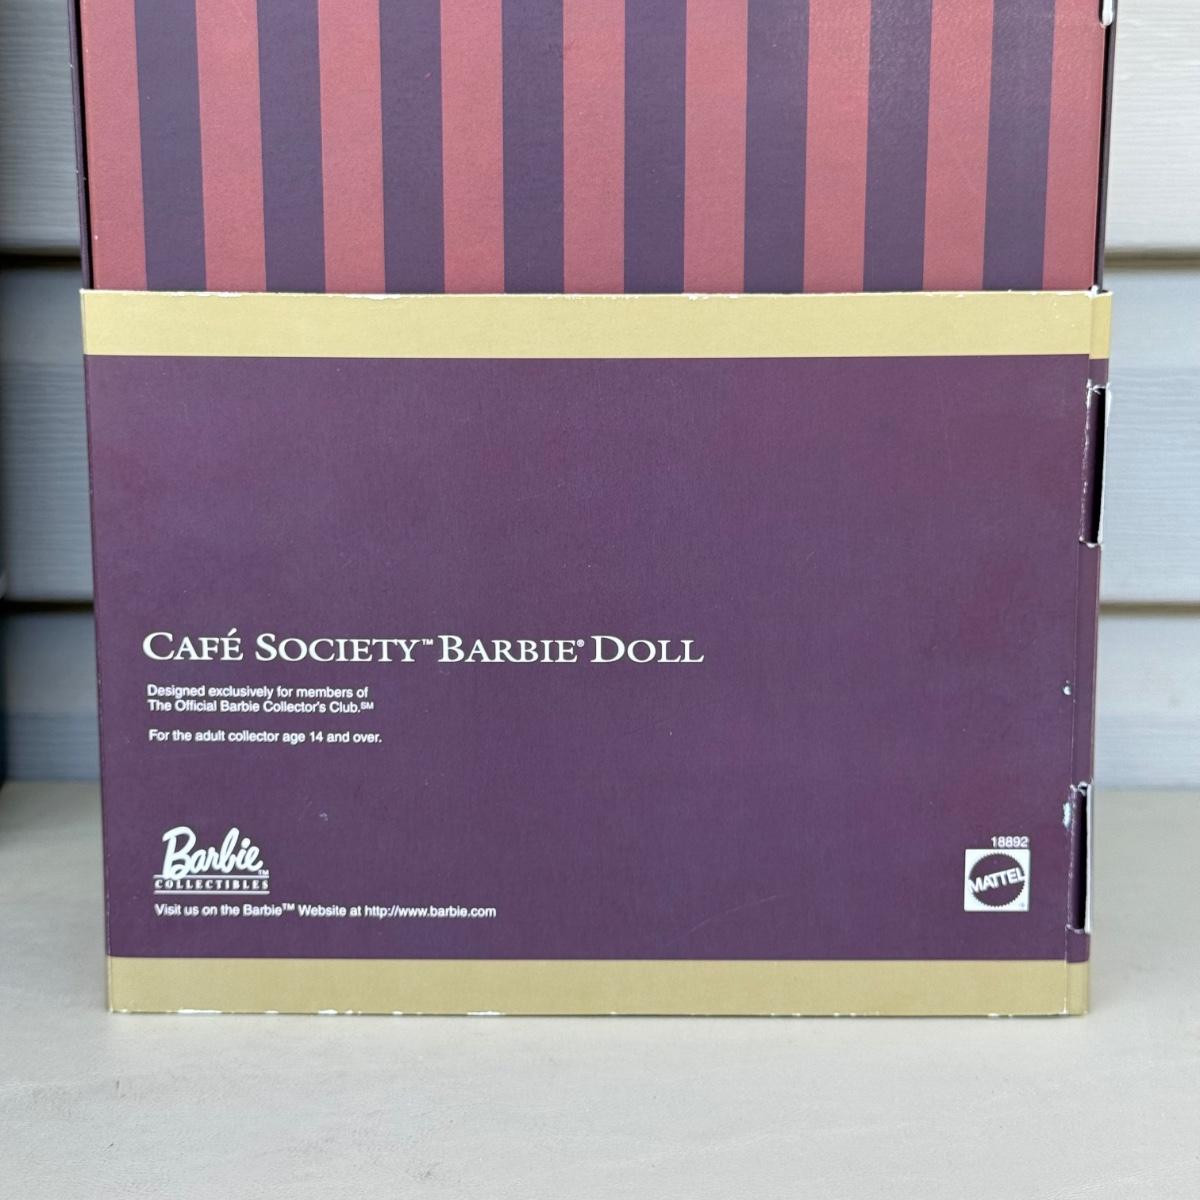 CAFÉ SOCIETY™ BARBIE® DOLL
Designed exclusively for members of
The Official Barbie Collector's Club.℠
For the adult collector age 14 and over.
Barbie™
COLLECTIBLES
Visit us on the Barbie™ Website at http://www.barbie.com
18892
MATTEL®